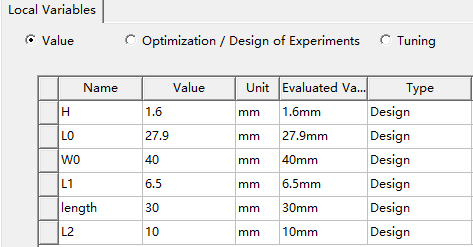 Local Variables
Value Optimization / Design of Experiments Tuning
Name Value Unit Evaluated Va... Type
H 1.6 mm 1.6mm Design
L0 27.9 mm 27.9mm Design
W0 40 mm 40mm Design
L1 6.5 mm 6.5mm Design
length 30 mm 30mm Design
L2 10 mm 10mm Design